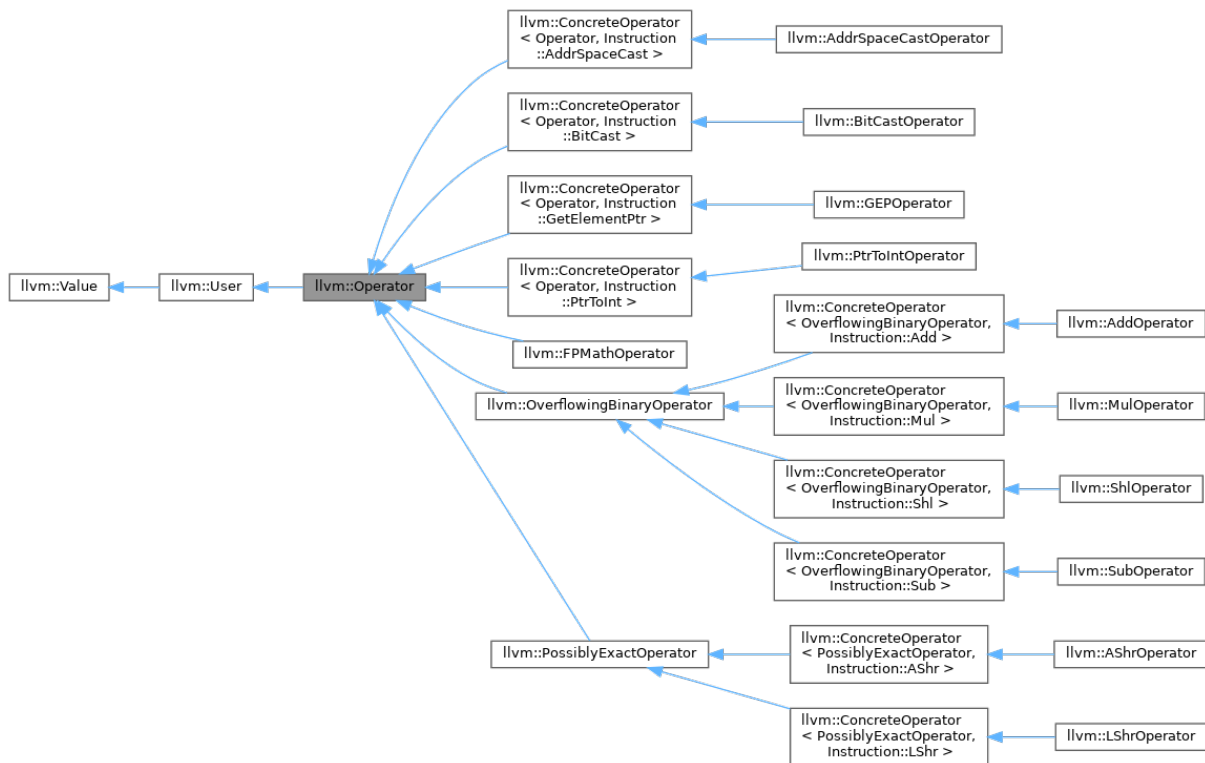 llvm::ConcreteOperator
< Operator, Instruction
::AddrSpaceCast >
llvm::AddrSpaceCastOperator
llvm::ConcreteOperator
< Operator, Instruction
::BitCast >
llvm::BitCastOperator
llvm::ConcreteOperator
< Operator, Instruction
::GetElementPtr >
llvm::GEPOperator
llvm::Value
llvm::User
llvm::Operator
llvm::ConcreteOperator
< Operator, Instruction
::PtrToInt >
llvm::PtrToIntOperator
llvm::FPMathOperator
llvm::OverflowingBinaryOperator
llvm::ConcreteOperator
< OverflowingBinaryOperator,
Instruction::Add >
llvm::AddOperator
llvm::ConcreteOperator
< OverflowingBinaryOperator,
Instruction::Mul >
llvm::MulOperator
llvm::ConcreteOperator
< OverflowingBinaryOperator,
Instruction::Shl >
llvm::ShlOperator
llvm::ConcreteOperator
< OverflowingBinaryOperator,
Instruction::Sub >
llvm::SubOperator
llvm::PossiblyExactOperator
llvm::ConcreteOperator
< PossiblyExactOperator,
Instruction::AShr >
llvm::AShrOperator
llvm::ConcreteOperator
< PossiblyExactOperator,
Instruction::LShr >
llvm::LShrOperator